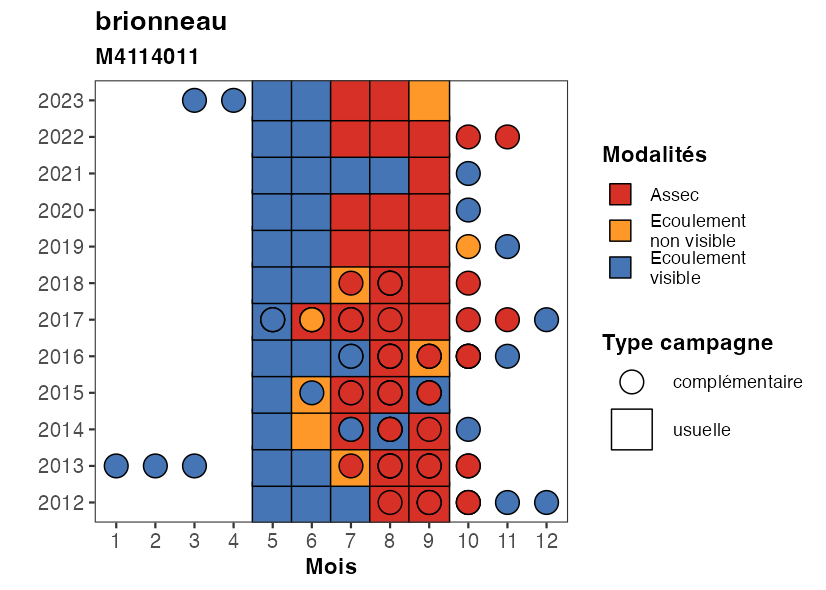 brionneau
M4114011
2023
2022
2021
2020
2019
2018
2017
2016
2015
2014
2013
2012
1 2 3 4 5 6 7 8 9 10 11 12
Mois
Modalités
Assec
Ecoulement
non visible
Ecoulement
visible
Type campagne
complémentaire
usuelle